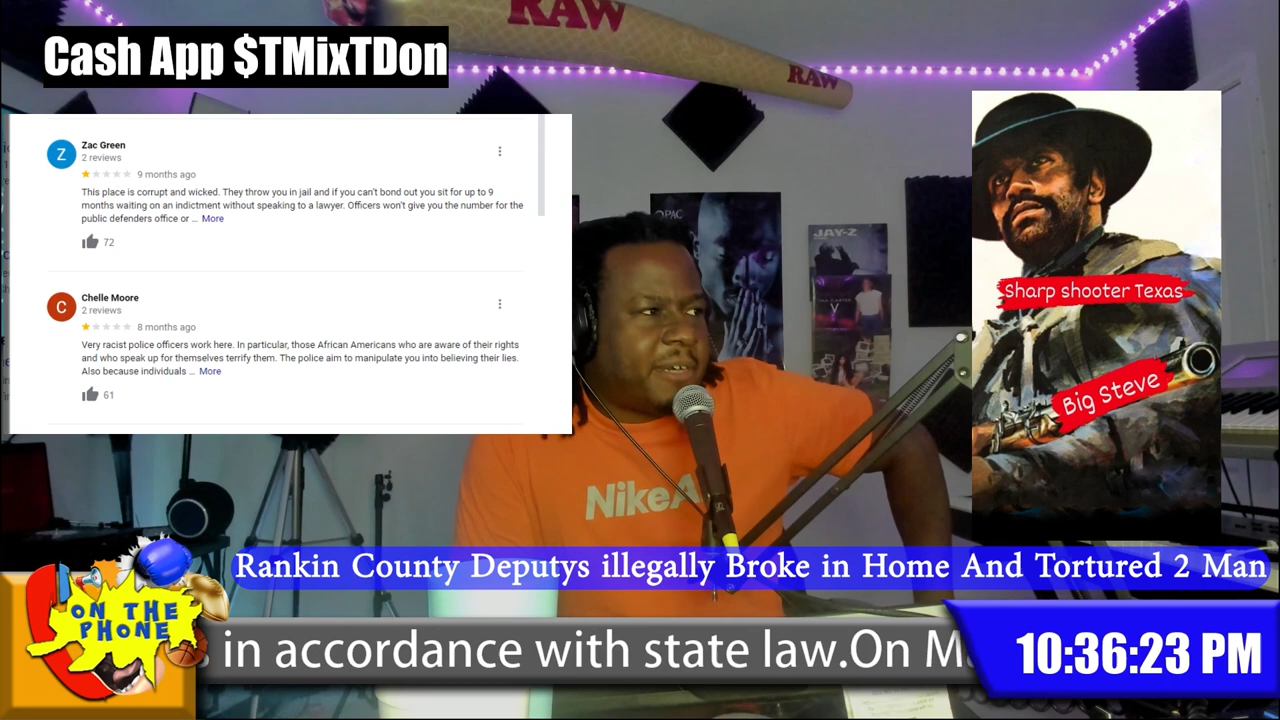 RAW
RAW
Cash App $TMixTDon
Z
Zac Green
2 reviews
9 months ago
This place is corrupt and wicked. They throw you in jail and if you can't bond out you sit for up to 9
months waiting on an indictment without speaking to a lawyer. Officers won't give you the number for the
public defenders office or ... More
72
C
Chelle Moore
2 reviews
8 months ago
Very racist police officers work here. In particular, those African Americans who are aware of their rights
and who speak up for themselves terrify them. The police aim to manipulate you into believing their lies.
Also because individuals ... More
61
PAC
JAY-Z
Sharp shooter Texas
Big Steve
NikeA
Rankin County Deputys illegally Broke in Home And Tortured 2 Man
ON THE
PHONE
in accordance with state law.On M
10:36:23 PM